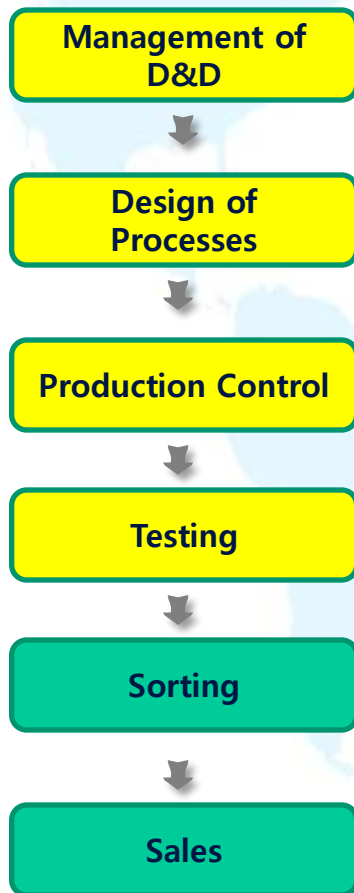 Management of
D&D
Design of
Processes
Production Control
Testing
Sorting
Sales